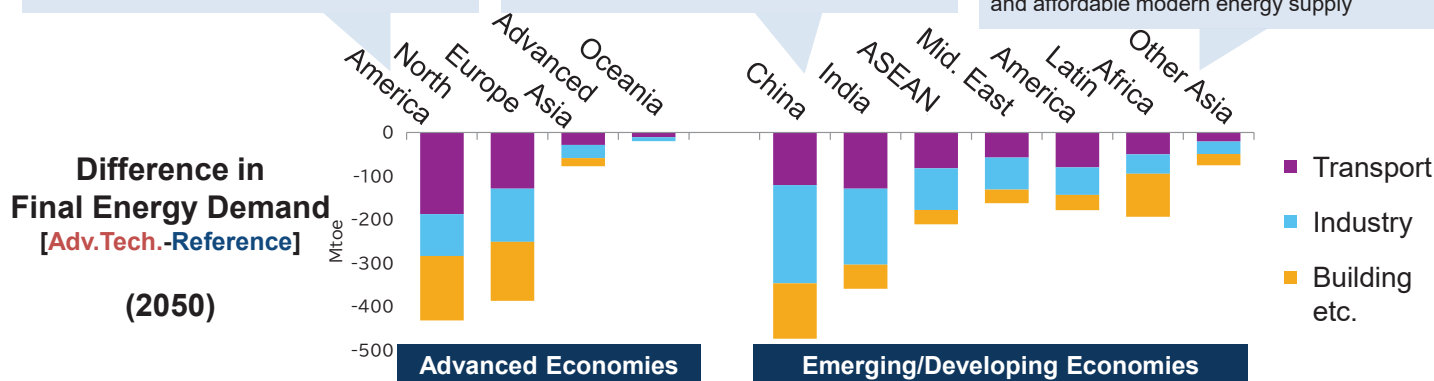 and affordable modern energy supply
North
America
Europe
Advanced
Asia
Oceania
China
India
ASEAN
Mid. East
Latin
America
Africa
Other Asia
Difference in
Final Energy Demand
[Adv.Tech.-Reference]
(2050)
Mtoe
0
-100
-200
-300
-400
-500
Transport
Industry
Building
etc.
Advanced Economies
Emerging/Developing Economies